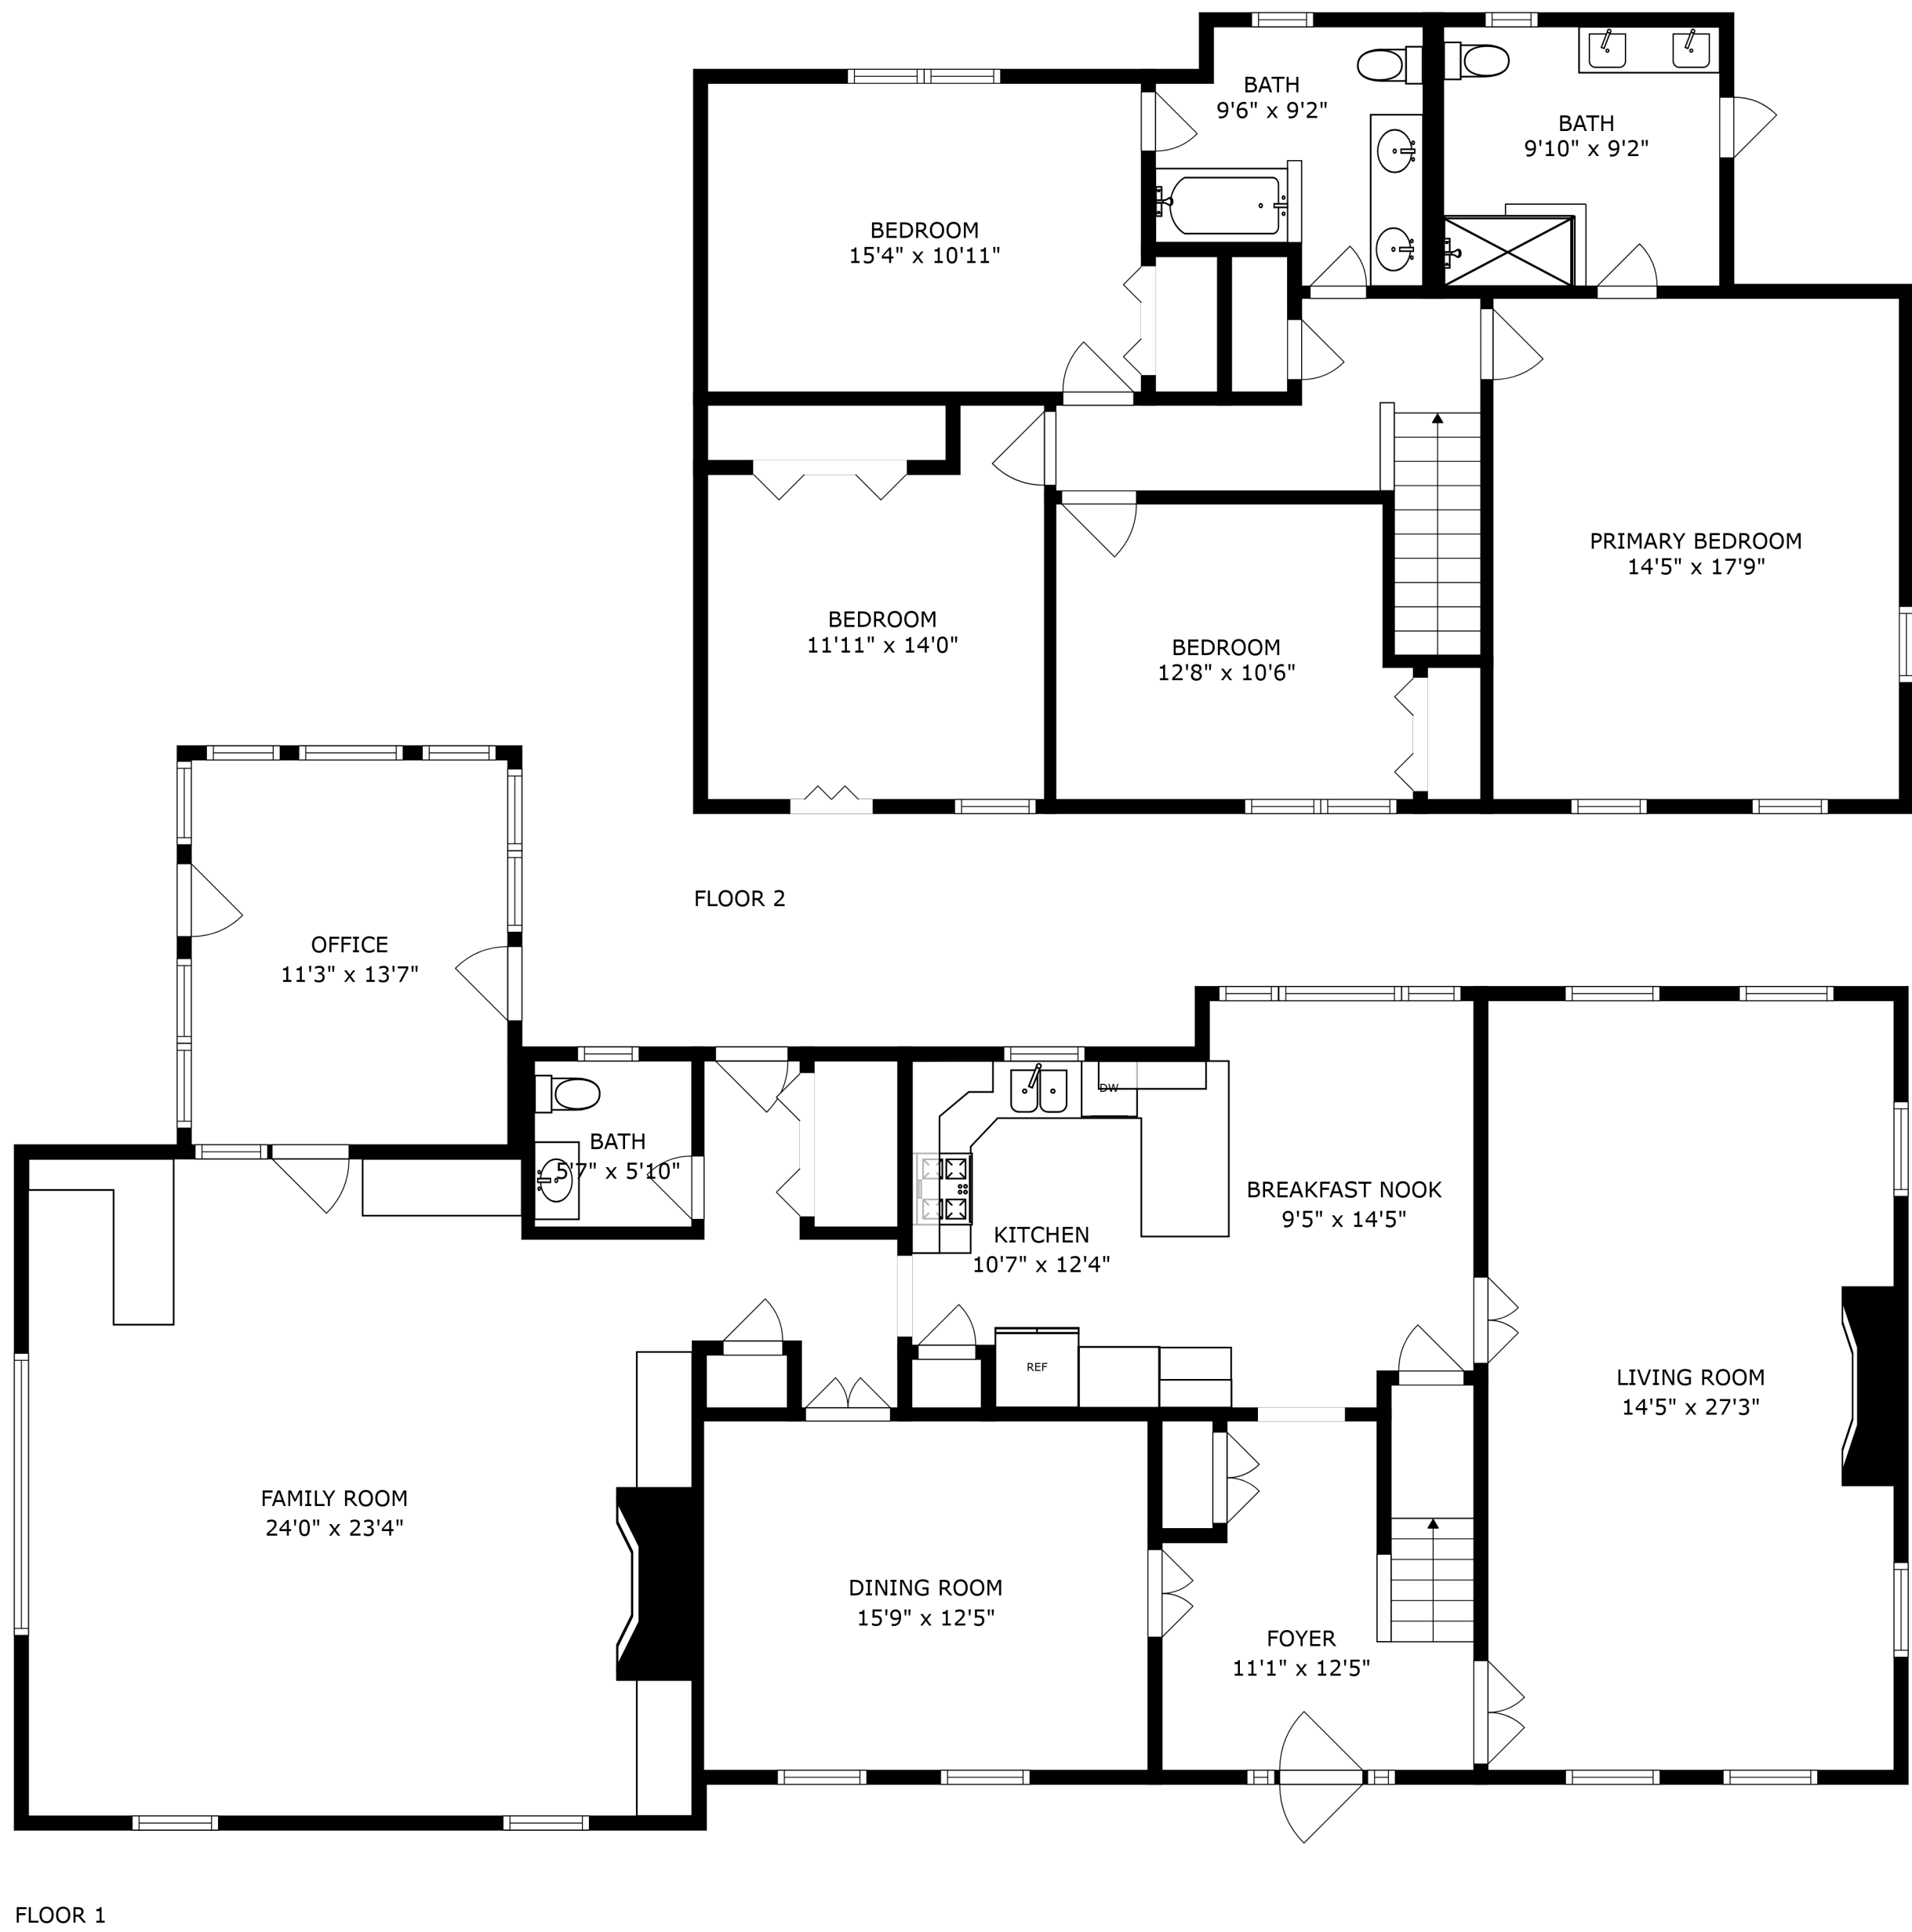 BATH
9'6" x 9'2"
BATH
9'10" x 9'2"
BEDROOM
15'4" x 10'11"
PRIMARY BEDROOM
14'5" x 17'9"
BEDROOM
11'11" x 14'0"
BEDROOM
12'8" x 10'6"
FLOOR 2
OFFICE
11'3" x 13'7"
BATH
5'7" x 5'10"
DW
KITCHEN
10'7" x 12'4"
BREAKFAST NOOK
9'5" x 14'5"
REF
LIVING ROOM
14'5" x 27'3"
FAMILY ROOM
24'0" x 23'4"
DINING ROOM
15'9" x 12'5"
FOYER
11'1" x 12'5"
FLOOR 1